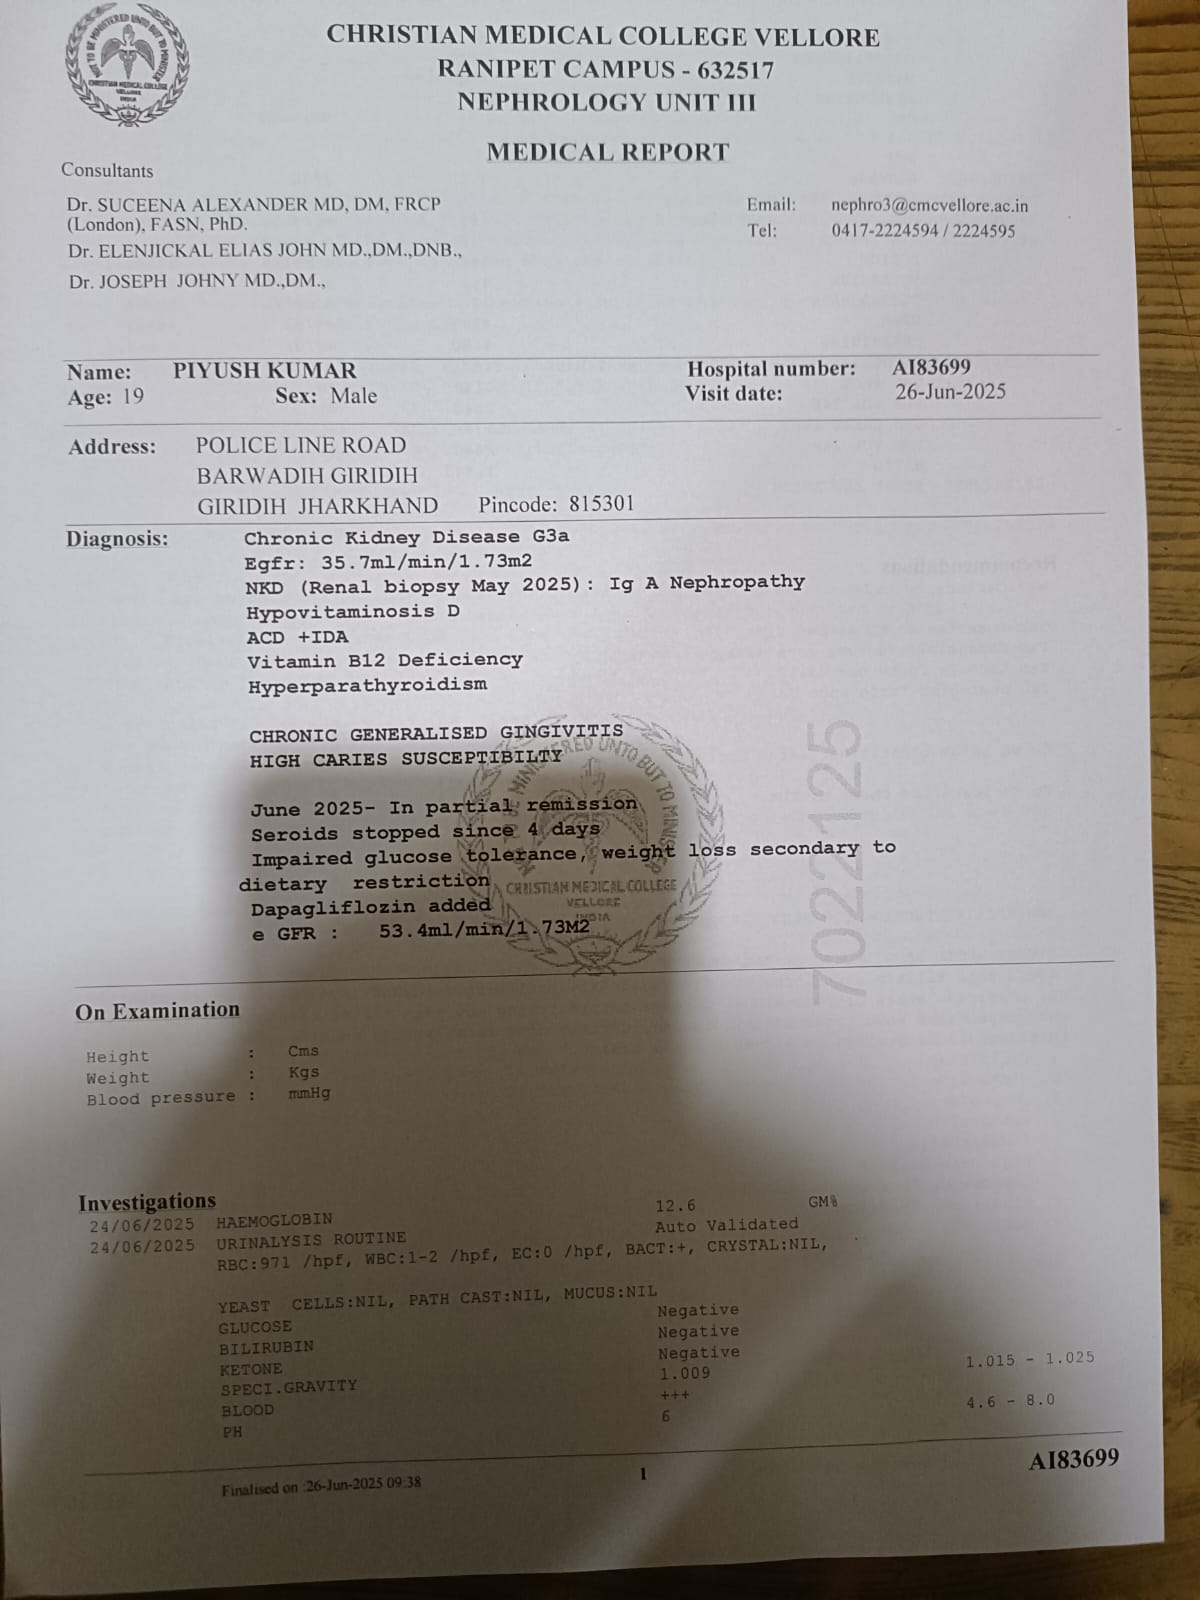 CHRISTIAN MEDICAL COLLEGE VELLORE
RANIPET CAMPUS - 632517
NEPHROLOGY UNIT III
MEDICAL REPORT
Consultants
Dr. SUCEENA ALEXANDER MD, DM, FRCP
(London), FASN, PhD.
Dr. ELENJICKAL ELIAS JOHN MD.,DM.,DNB.,
Dr. JOSEPH JOHNY MD.,DM.,
Email: nephro3@cmcvellore.ac.in
Tel: 0417-2224594 / 2224595
Name: PIYUSH KUMAR Hospital number: AI83699
Age: 19 Sex: Male Visit date: 26-Jun-2025
Address: POLICE LINE ROAD
BARWADIH GIRIDIH
GIRIDIH JHARKHAND Pincode: 815301
Diagnosis: Chronic Kidney Disease G3a
Egfr: 35.7ml/min/1.73m2
NKD (Renal biopsy May 2025): Ig A Nephropathy
Hypovitaminosis D
ACD +IDA
Vitamin B12 Deficiency
Hyperparathyroidism
CHRONIC GENERALISED GINGIVITIS
HIGH CARIES SUSCEPTIBILTY
June 2025- In partial remission
Seroids stopped since 4 days
Impaired glucose tolerance, weight loss secondary to
dietary restriction
Dapagliflozin added
e GFR : 53.4ml/min/1.73M2
CHRISTIAN MEDICAL COLLEGE
VELLORE
INDIA
7022125
On Examination
Height : Cms
Weight : Kgs
Blood pressure : mmHg
Investigations
24/06/2025 HAEMOGLOBIN 12.6 GM%
24/06/2025 URINALYSIS ROUTINE Auto Validated
RBC:971 /hpf, WBC:1-2 /hpf, EC:0 /hpf, BACT:+, CRYSTAL:NIL,
YEAST CELLS:NIL, PATH CAST:NIL, MUCUS:NIL
GLUCOSE Negative
BILIRUBIN Negative
KETONE Negative
SPECI.GRAVITY 1.009 1.015 - 1.025
BLOOD +++
PH 6 4.6 - 8.0
Finalised on :26-Jun-2025 09:38 1 AI83699